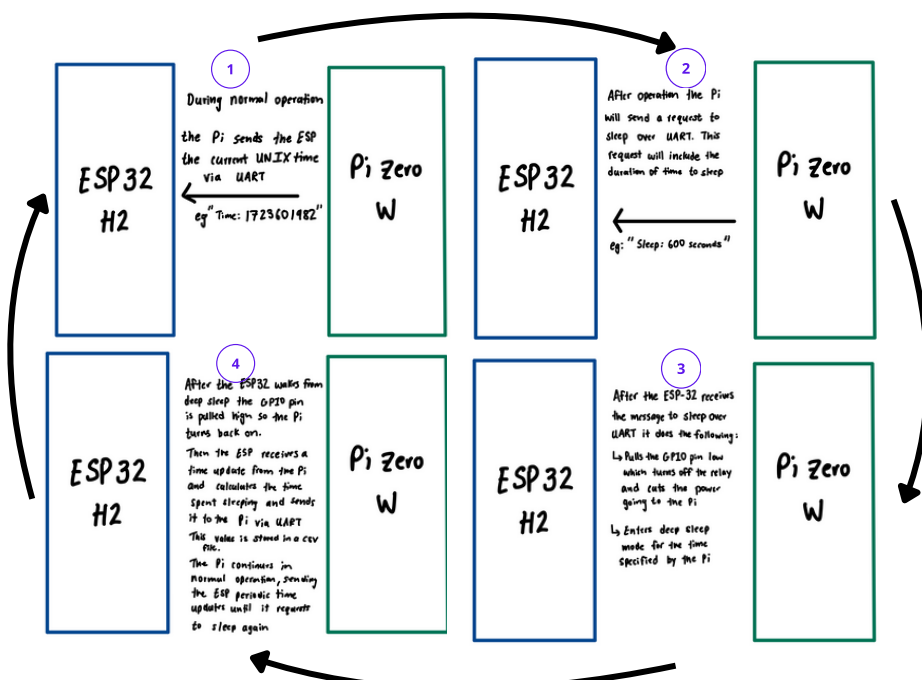 1
During normal operation
the Pi sends the ESP
the current UNIX time
via UART
eg "Time: 1723601982"
ESP32
H2
Pi Zero
W
2
After operation the Pi
will send a request to
sleep over UART. This
request will include the
duration of time to sleep
eg: "Sleep: 600 seconds"
ESP32
H2
Pi Zero
W
3
After the ESP-32 receives
the message to sleep over
UART it does the following:
↳ Pulls the GPIO pin low
which turns off the relay
and cuts the power
going to the Pi
↳ Enters deep sleep
mode for the time
specified by the Pi
ESP32
H2
Pi Zero
W
4
After the ESP32 wakes from
deep sleep the GPIO pin
is pulled high so the Pi
turns back on.
Then the ESP receives a
time update from the Pi
and calculates the time
spent sleeping and sends
it to the Pi via UART
This value is stored in a csv
file.
The Pi continues in
normal operation, sending
the ESP periodic time
updates until it requests
to sleep again
ESP32
H2
Pi Zero
W